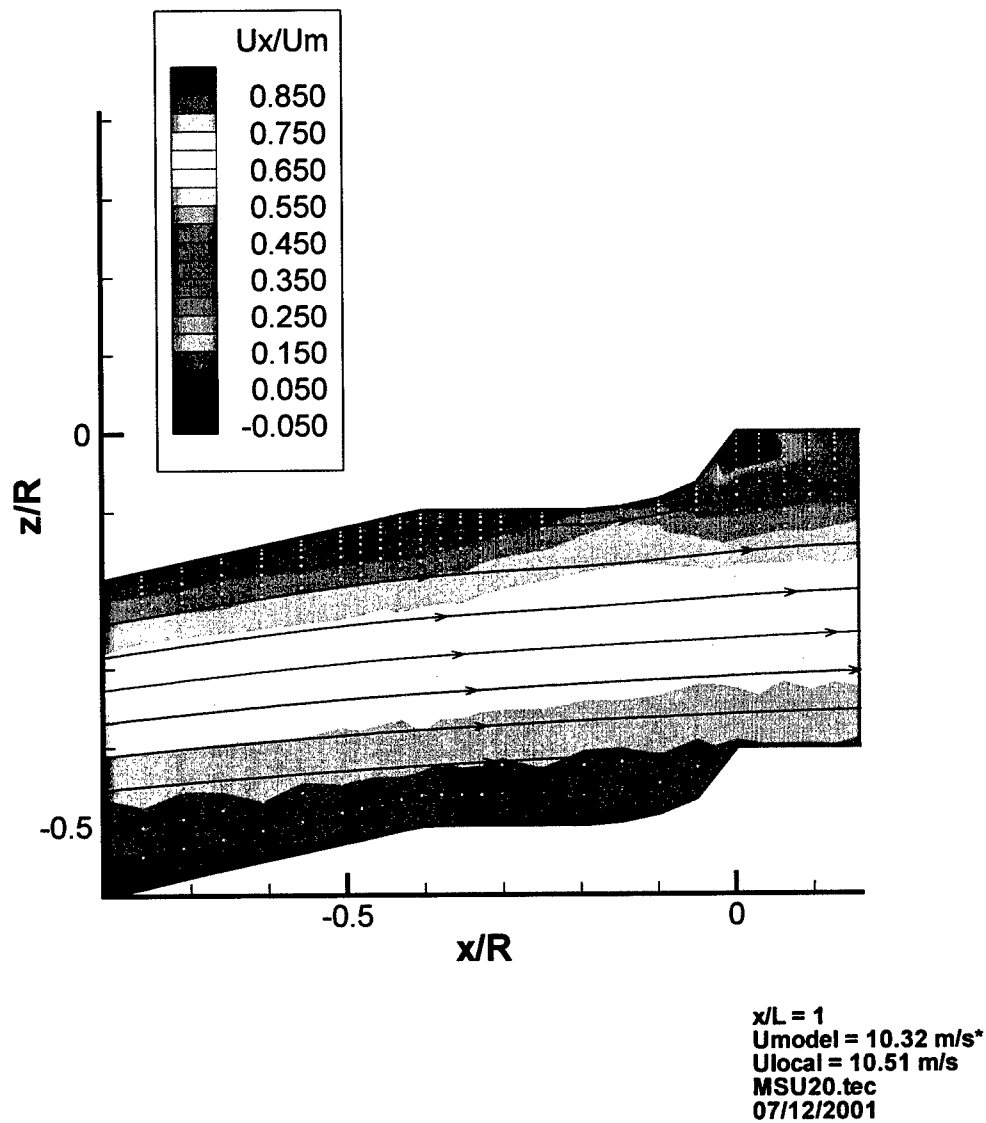 Ux/Um
0.850
0.750
0.650
0.550
0.450
0.350
0.250
0.150
0.050
-0.050
0
z/R
-0.5
-0.5
0
x/R
x/L = 1
Umodel = 10.32 m/s*
Ulocal = 10.51 m/s
MSU20.tec
07/12/2001